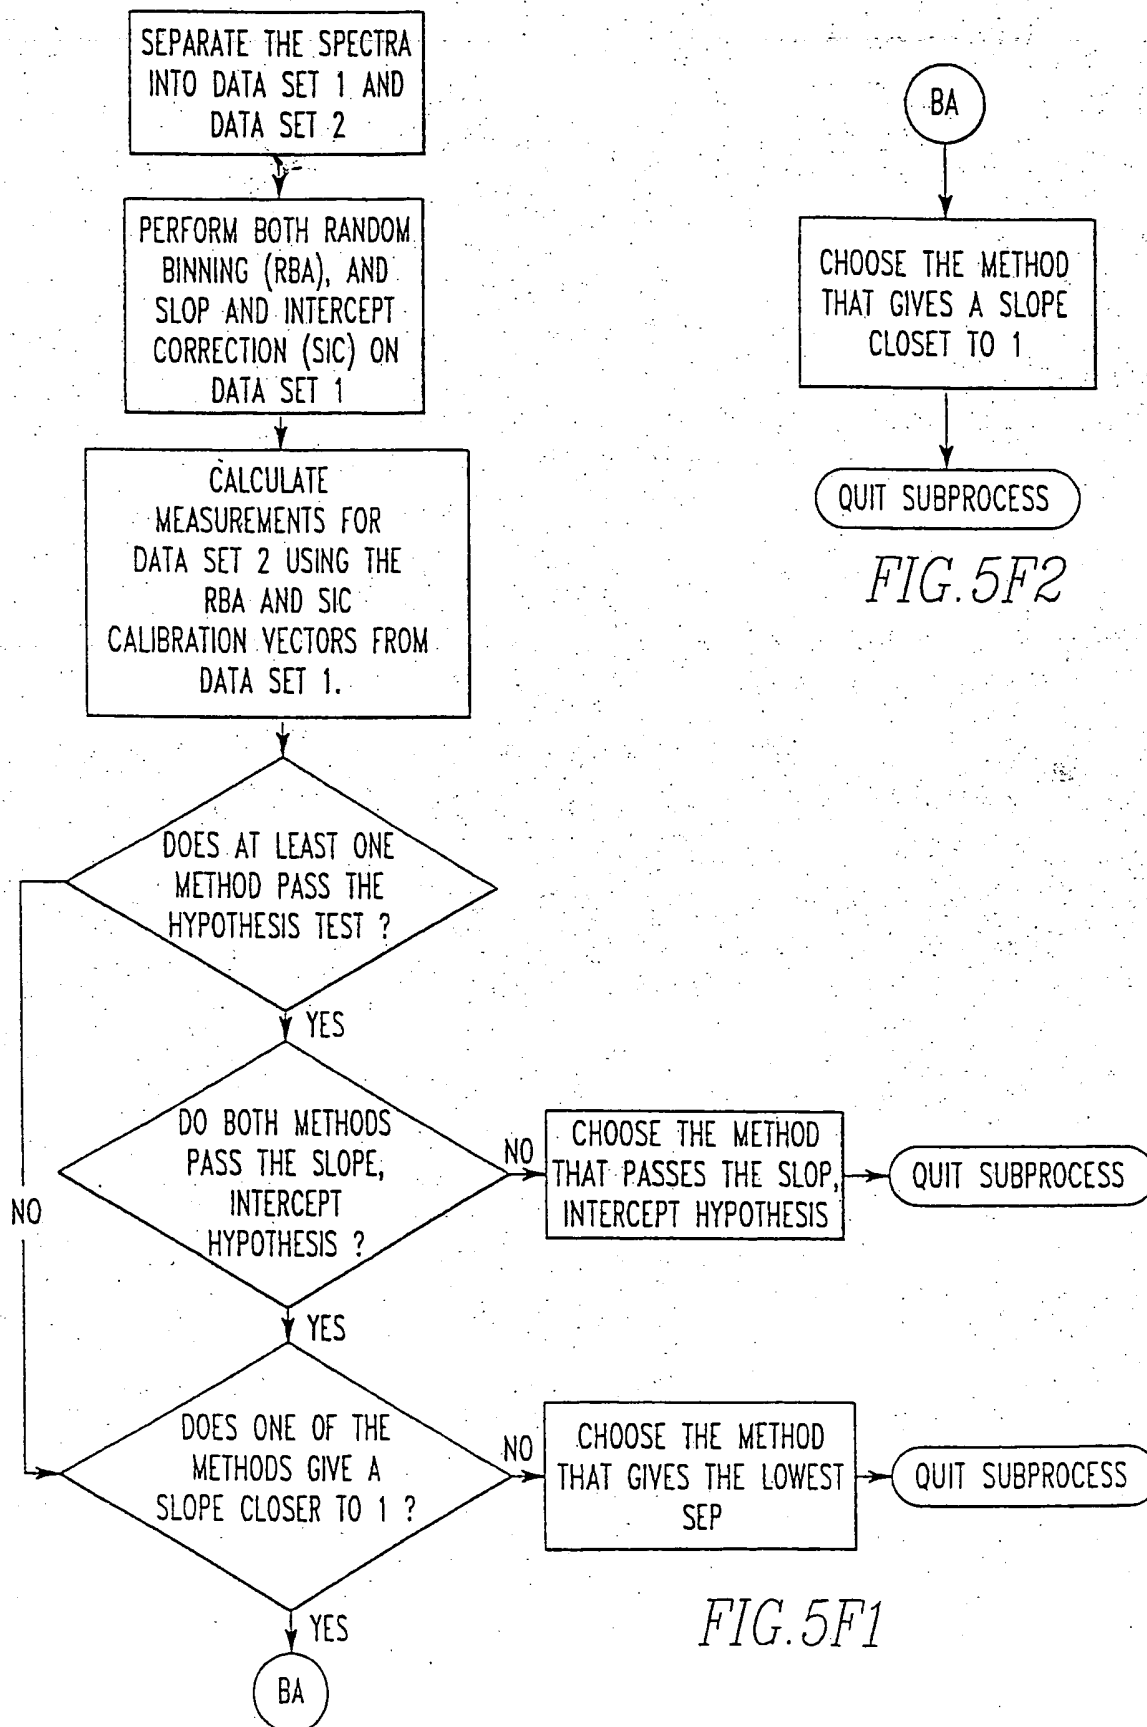 SEPARATE THE SPECTRA
INTO DATA SET 1 AND
DATA SET 2
PERFORM BOTH RANDOM
BINNING (RBA), AND
SLOP AND INTERCEPT
CORRECTION (SIC) ON
DATA SET 1
CALCULATE
MEASUREMENTS FOR
DATA SET 2 USING THE
RBA AND SIC
CALIBRATION VECTORS FROM
DATA SET 1.
DOES AT LEAST ONE
METHOD PASS THE
HYPOTHESIS TEST ?
YES
NO
DO BOTH METHODS
PASS THE SLOPE,
INTERCEPT
HYPOTHESIS ?
NO
CHOOSE THE METHOD
THAT PASSES THE SLOP,
INTERCEPT HYPOTHESIS
QUIT SUBPROCESS
YES
DOES ONE OF THE
METHODS GIVE A
SLOPE CLOSER TO 1 ?
NO
CHOOSE THE METHOD
THAT GIVES THE LOWEST
SEP
QUIT SUBPROCESS
YES
BA
FIG.5F1
BA
CHOOSE THE METHOD
THAT GIVES A SLOPE
CLOSET TO 1
QUIT SUBPROCESS
FIG.5F2